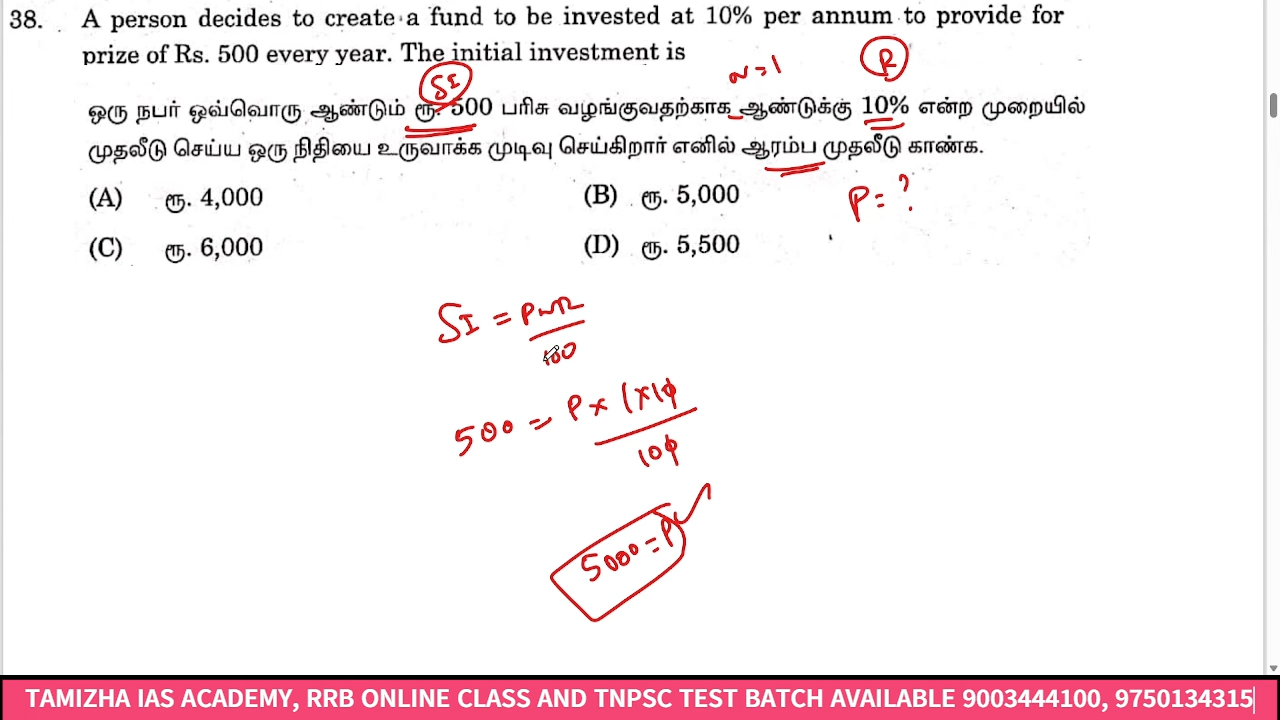 38. A person decides to create a fund to be invested at 10% per annum to provide for
prize of Rs. 500 every year. The initial investment is
SI
N=1
R
ஒரு நபர் ஒவ்வொரு ஆண்டும் ரூ. 500 பரிசு வழங்குவதற்காக ஆண்டுக்கு 10% என்ற முறையில்
முதலீடு செய்ய ஒரு நிதியை உருவாக்க முடிவு செய்கிறார் எனில் ஆரம்ப முதலீடு காண்க.
(A) ரூ. 4,000 (B) ரூ. 5,000
P = ?
(C) ரூ. 6,000 (D) ரூ. 5,500
SI = PNR
100
500 = P x 1x10
100
5000 = P
TAMIZHA IAS ACADEMY, RRB ONLINE CLASS AND TNPSC TEST BATCH AVAILABLE 9003444100, 9750134315